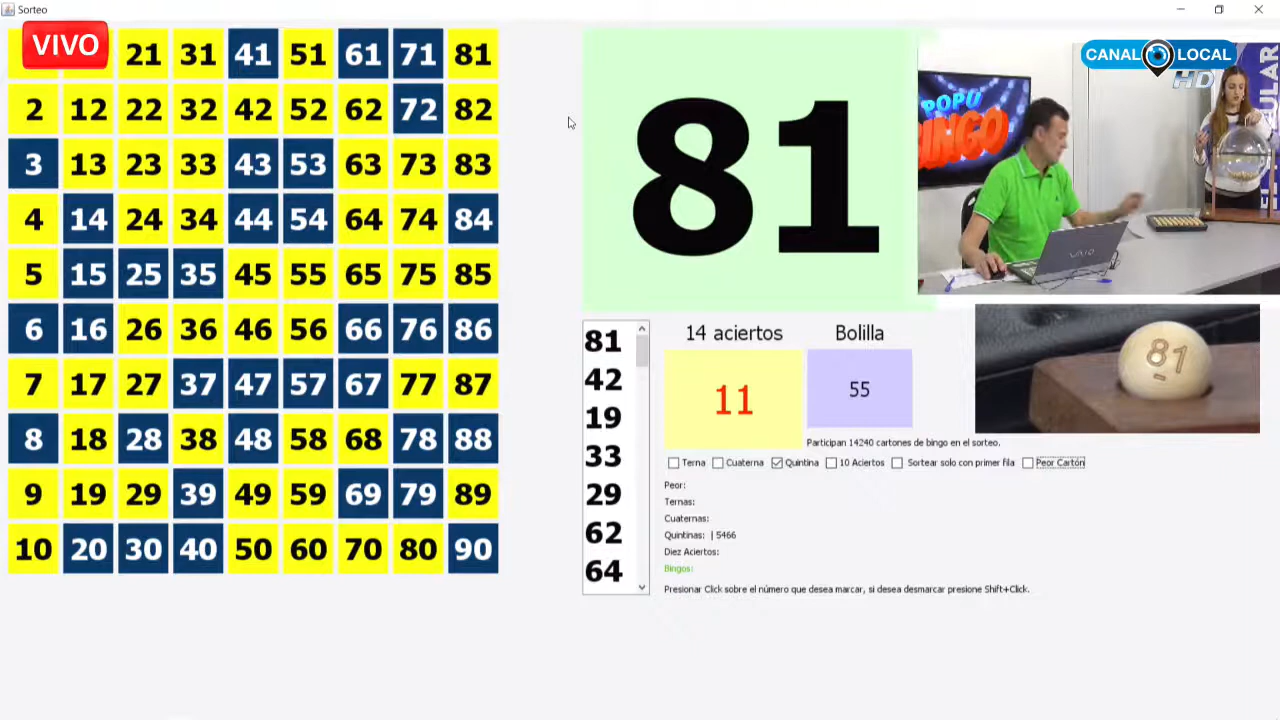 Sorteo
VIVO
21 31 41 51 61 71 81
2 12 22 32 42 52 62 72 82
3 13 23 33 43 53 63 73 83
4 14 24 34 44 54 64 74 84
5 15 25 35 45 55 65 75 85
6 16 26 36 46 56 66 76 86
7 17 27 37 47 57 67 77 87
8 18 28 38 48 58 68 78 88
9 19 29 39 49 59 69 79 89
10 20 30 40 50 60 70 80 90
81
CANAL LOCAL
HD
POPU
BINGO
VAIO
81
81
42
19
33
29
62
64
14 aciertos
11
Bolilla
55
Participan 14240 cartones de bingo en el sorteo.
Terna Cuaterna Quintina 10 Aciertos Sortear solo con primer fila Peor Cartón
Peor:
Ternas:
Cuaternas:
Quintinas: | 5466
Diez Aciertos:
Bingos:
Presionar Click sobre el número que desea marcar, si desea desmarcar presione Shift+Click.